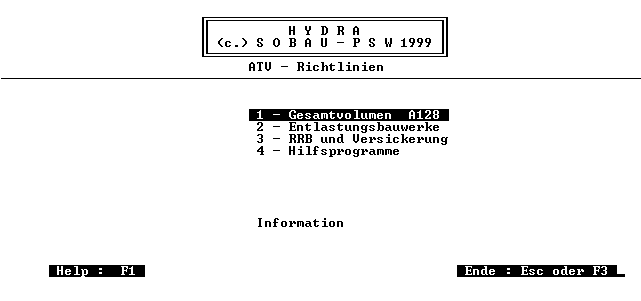 H Y D R A
(c.) S O B A U - P S W 1999
ATV - Richtlinien
1 - Gesamtvolumen A128
2 - Entlastungsbauwerke
3 - RRB und Versickerung
4 - Hilfsprogramme
Information
Help : F1
Ende : Esc oder F3